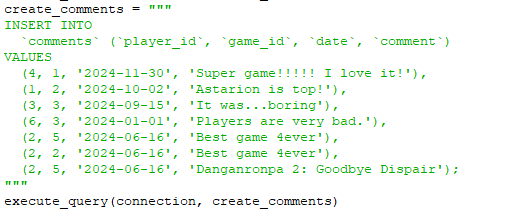 create_comments = """
INSERT INTO
  `comments` (`player_id`, `game_id`, `date`, `comment`)
VALUES
  (4, 1, '2024-11-30', 'Super game!!!!! I love it!'),
  (1, 2, '2024-10-02', 'Astarion is top!'),
  (3, 3, '2024-09-15', 'It was...boring'),
  (6, 3, '2024-01-01', 'Players are very bad.'),
  (2, 5, '2024-06-16', 'Best game 4ever'),
  (2, 2, '2024-06-16', 'Best game 4ever'),
  (2, 5, '2024-06-16', 'Danganronpa 2: Goodbye Dispair');
"""
execute_query(connection, create_comments)